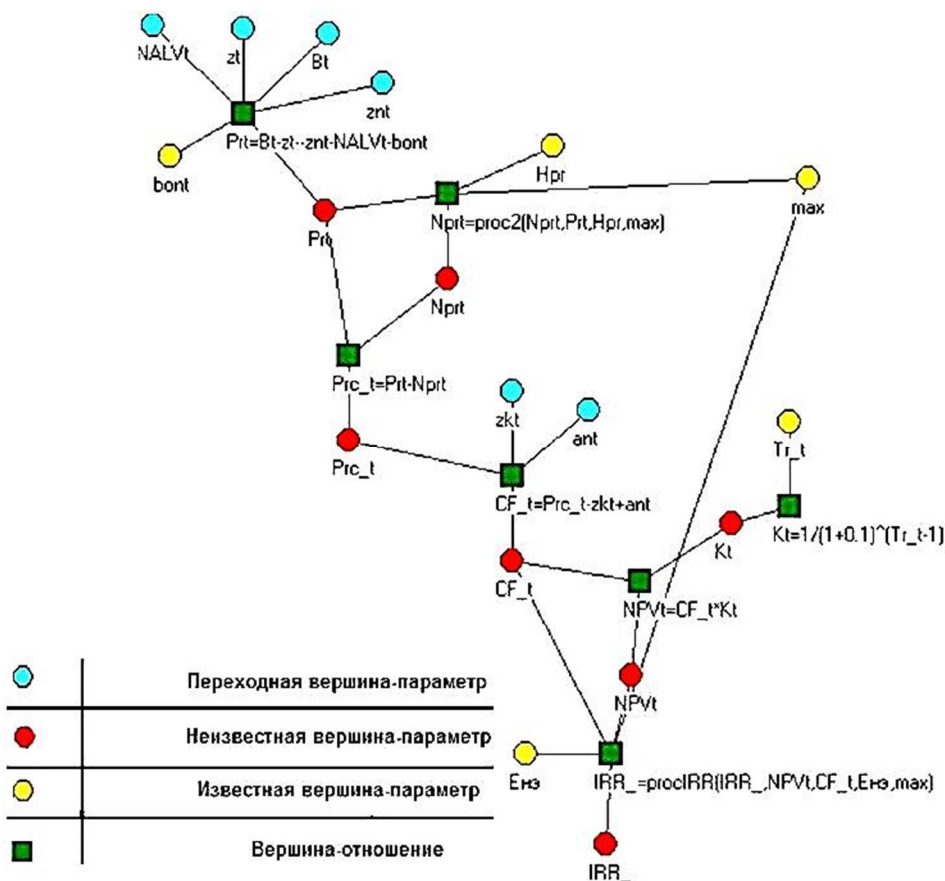 NALVt
zt
Bt
znt
Prt=Bt-zt--znt-NALVt-bont
bont
Hpr
max
Prt
Nprt=proc2(Nprt,Prt,Hpr,max)
Nprt
Prc_t=Prt-Nprt
zkt
ant
Tr_t
Prc_t
CF_t=Prc_t-zkt+ant
Kt
Kt=1/(1+0.1)^(Tr_t-1)
CF_t
NPVt=CF_t*Kt
Переходная вершина-параметр
NPVt
Неизвестная вершина-параметр
Енэ
IRR_=procIRR(IRR_,NPVt,CF_t,Енэ,max)
Известная вершина-параметр
Вершина-отношение
IRR_